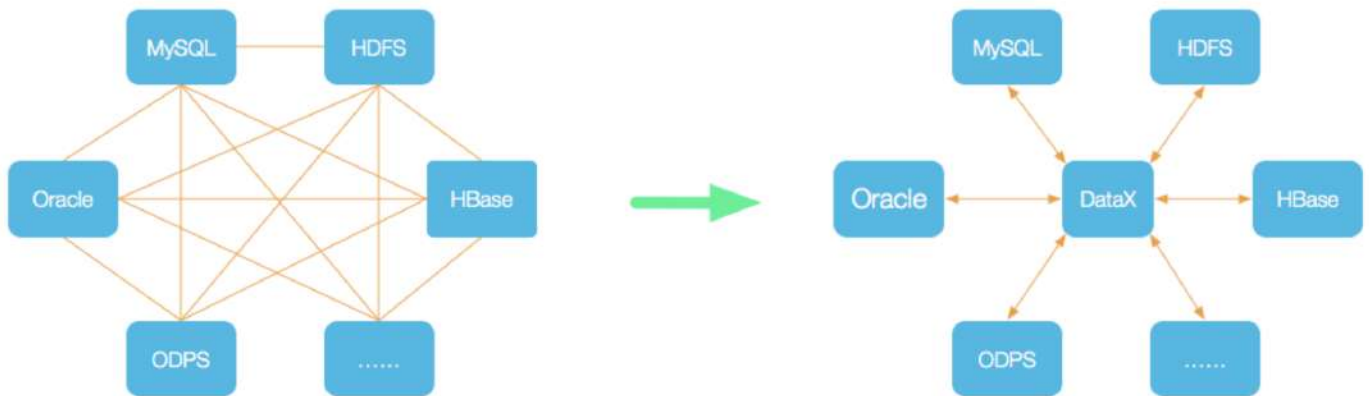 MySQL HDFS MySQL HDFS
Oracle HBase Oracle DataX HBase
ODPS ...... ODPS ......